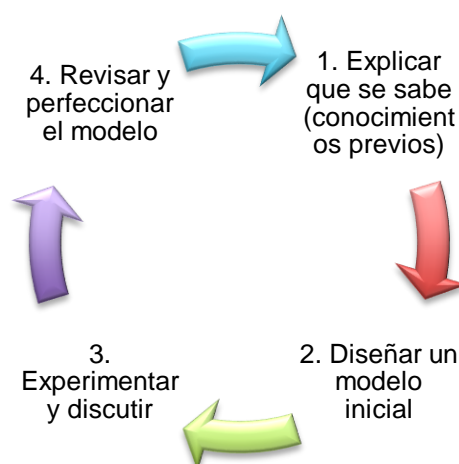 1. Explicar
que se sabe
(conocimient
os previos)
2. Diseñar un
modelo
inicial
3.
Experimentar
y discutir
4. Revisar y
perfeccionar
el modelo